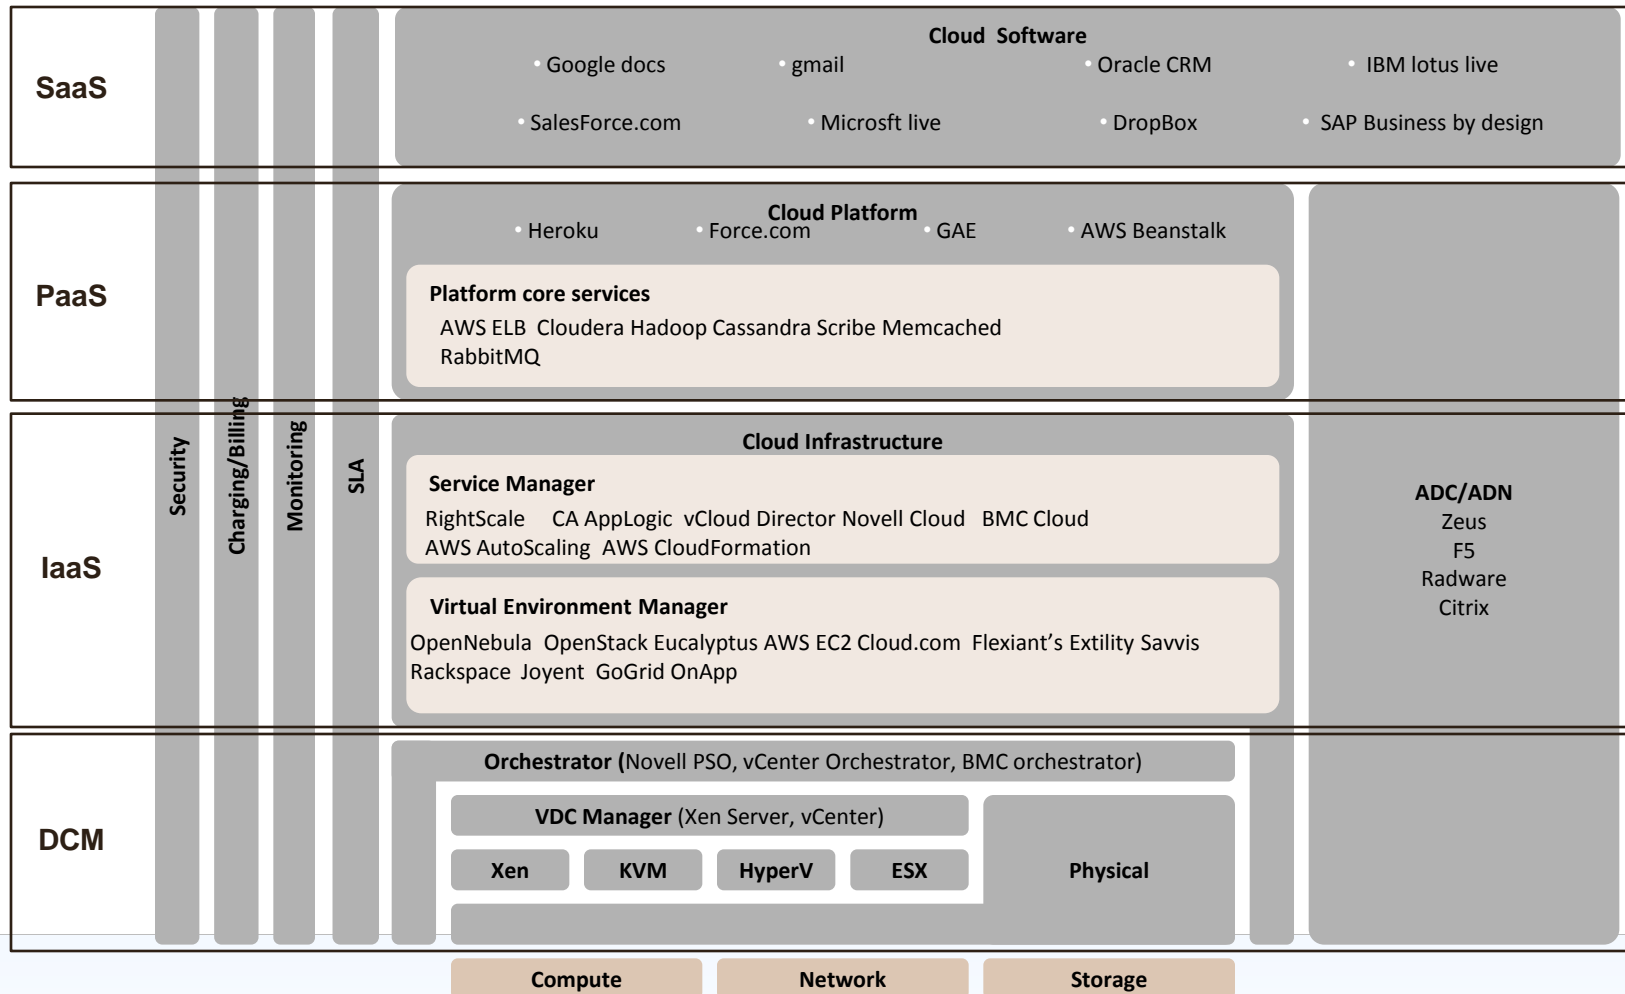 SaaS
Cloud  Software
• Google docs
• gmail
• Oracle CRM
• IBM lotus live
• SalesForce.com
• Microsft live
• DropBox
• SAP Business by design
PaaS
Cloud Platform
• Heroku
• Force.com
• GAE
• AWS Beanstalk
Platform core services
AWS ELB  Cloudera Hadoop Cassandra Scribe Memcached
RabbitMQ
IaaS
Security
Charging/Billing
Monitoring
SLA
Cloud Infrastructure
Service Manager
RightScale    CA AppLogic  vCloud Director Novell Cloud   BMC Cloud
AWS AutoScaling  AWS CloudFormation
Virtual Environment Manager
OpenNebula  OpenStack Eucalyptus AWS EC2 Cloud.com  Flexiant's Extility Savvis
Rackspace  Joyent  GoGrid OnApp
ADC/ADN
Zeus
F5
Radware
Citrix
DCM
Orchestrator (Novell PSO, vCenter Orchestrator, BMC orchestrator)
VDC Manager (Xen Server, vCenter)
Xen
KVM
HyperV
ESX
Physical
Compute
Network
Storage